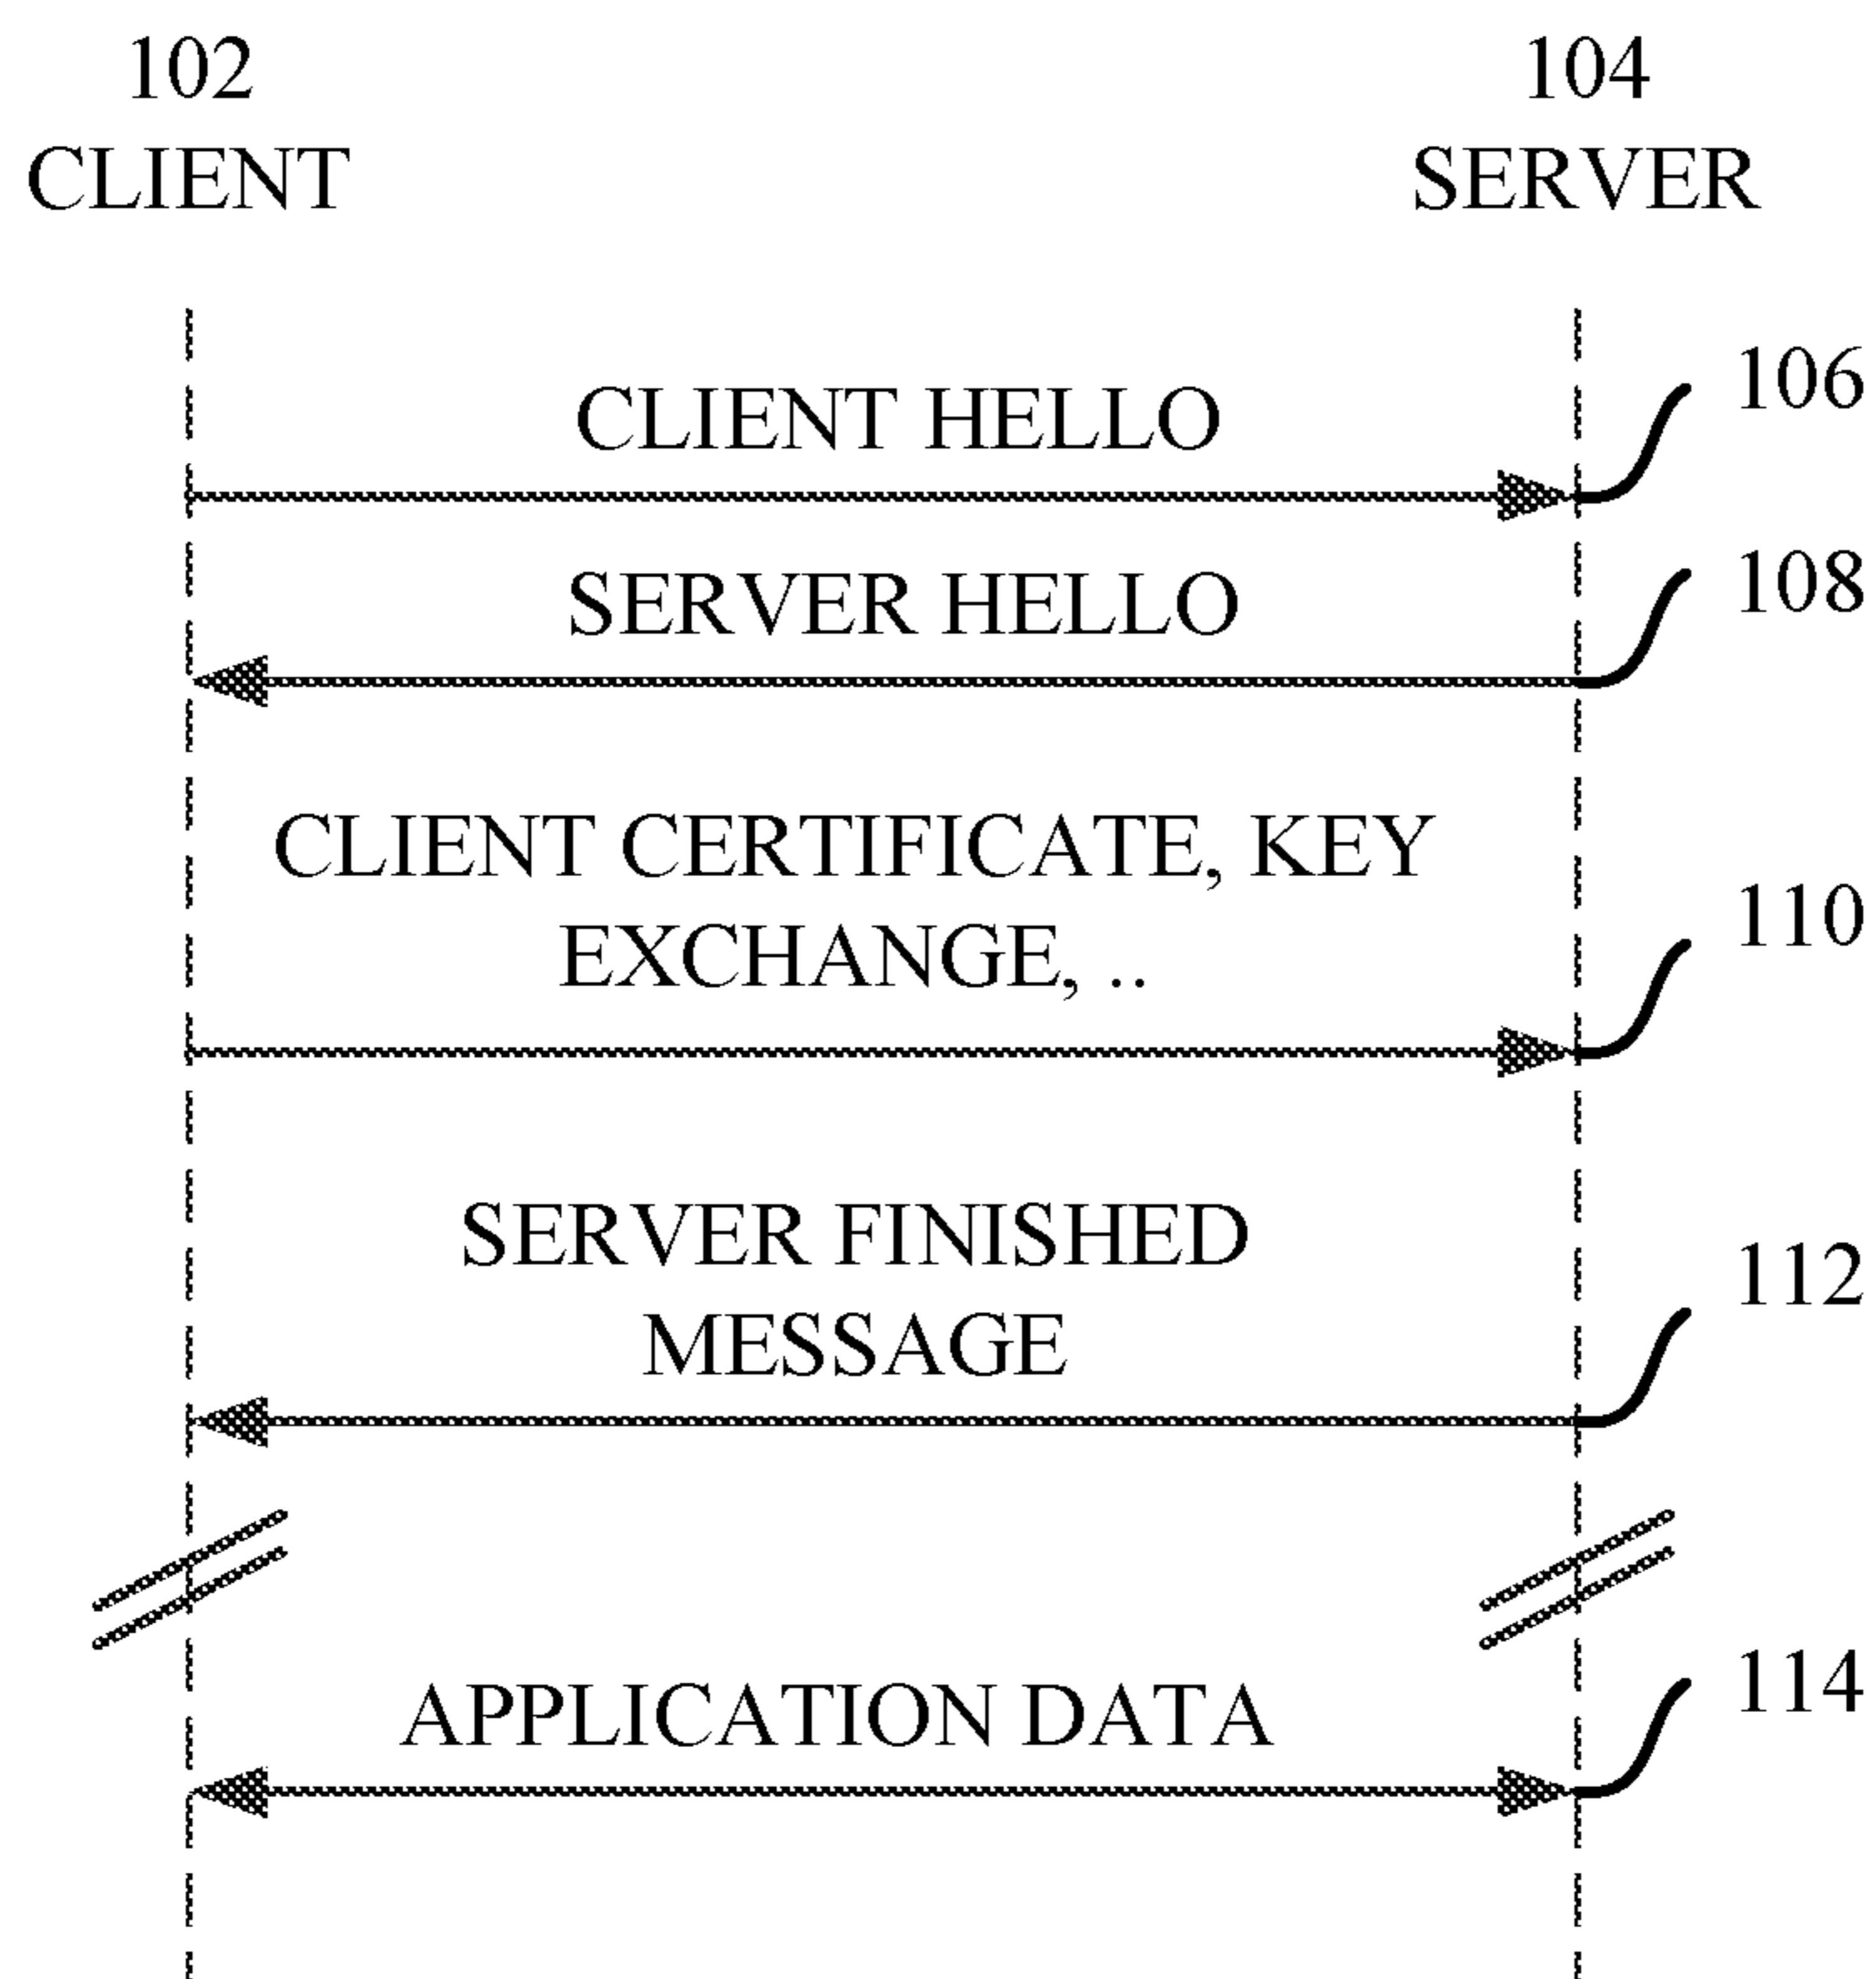 102
CLIENT
104
SERVER
CLIENT HELLO
106
SERVER HELLO
108
CLIENT CERTIFICATE, KEY
EXCHANGE, ..
110
SERVER FINISHED
MESSAGE
112
APPLICATION DATA
114